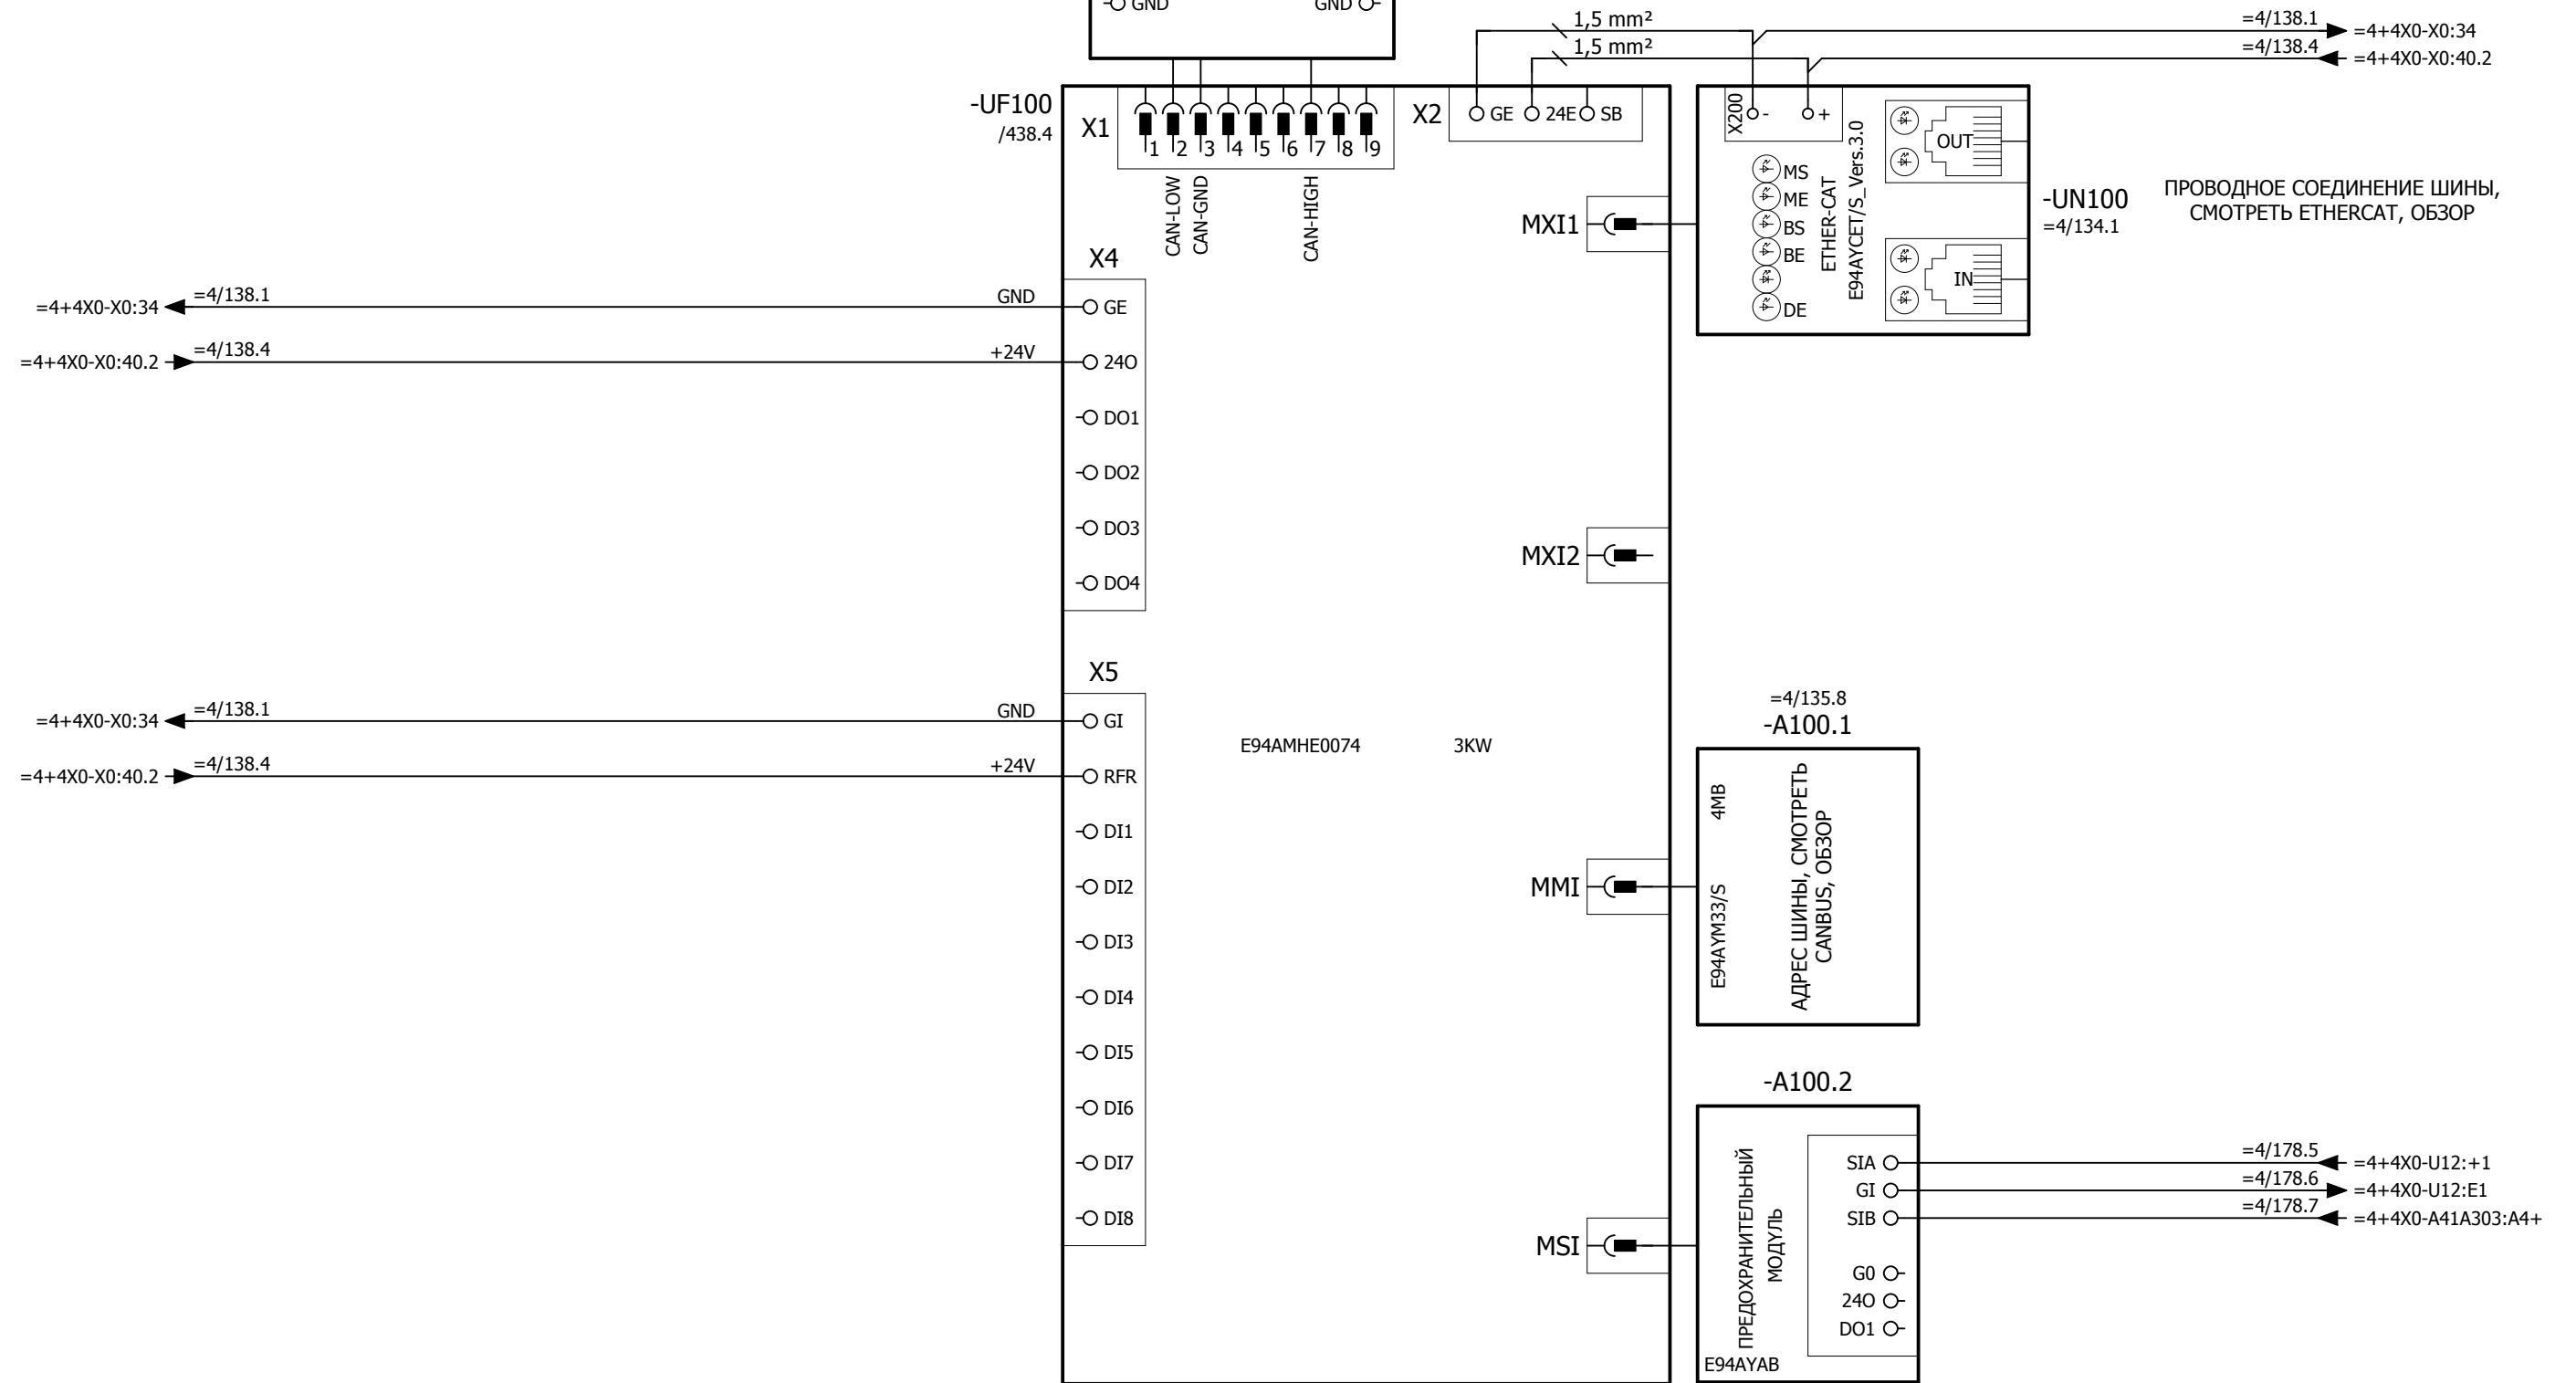 GND GND
1,5 mm² =4/138.1 =4+4X0-X0:34
1,5 mm² =4/138.4 =4+4X0-X0:40.2
-UF100
/438.4
X1
1 2 3 4 5 6 7 8 9
CAN-LOW
CAN-GND
CAN-HIGH
X2
GE 24E SB
X200
- +
MS
ME
BS
BE
DE
ETHER-CAT
E94AYCET/S_Vers.3.0
OUT
IN
-UN100
=4/134.1
ПРОВОДНОЕ СОЕДИНЕНИЕ ШИНЫ,
СМОТРЕТЬ ETHERCAT, ОБЗОР
MXI1
X4
=4+4X0-X0:34 =4/138.1 GND GE
=4+4X0-X0:40.2 =4/138.4 +24V 24O
DO1
DO2
DO3
DO4
MXI2
X5
=4+4X0-X0:34 =4/138.1 GND GI
=4+4X0-X0:40.2 =4/138.4 +24V RFR
DI1
DI2
DI3
DI4
DI5
DI6
DI7
DI8
E94AMHE0074 3KW
=4/135.8
-A100.1
MMI
E94AYM33/S 4MB
АДРЕС ШИНЫ, СМОТРЕТЬ
CANBUS, ОБЗОР
-A100.2
MSI
ПРЕДОХРАНИТЕЛЬНЫЙ
МОДУЛЬ
E94AYAB
SIA =4/178.5 =4+4X0-U12:+1
GI =4/178.6 =4+4X0-U12:E1
SIB =4/178.7 =4+4X0-A41A303:A4+
G0
24O
DO1